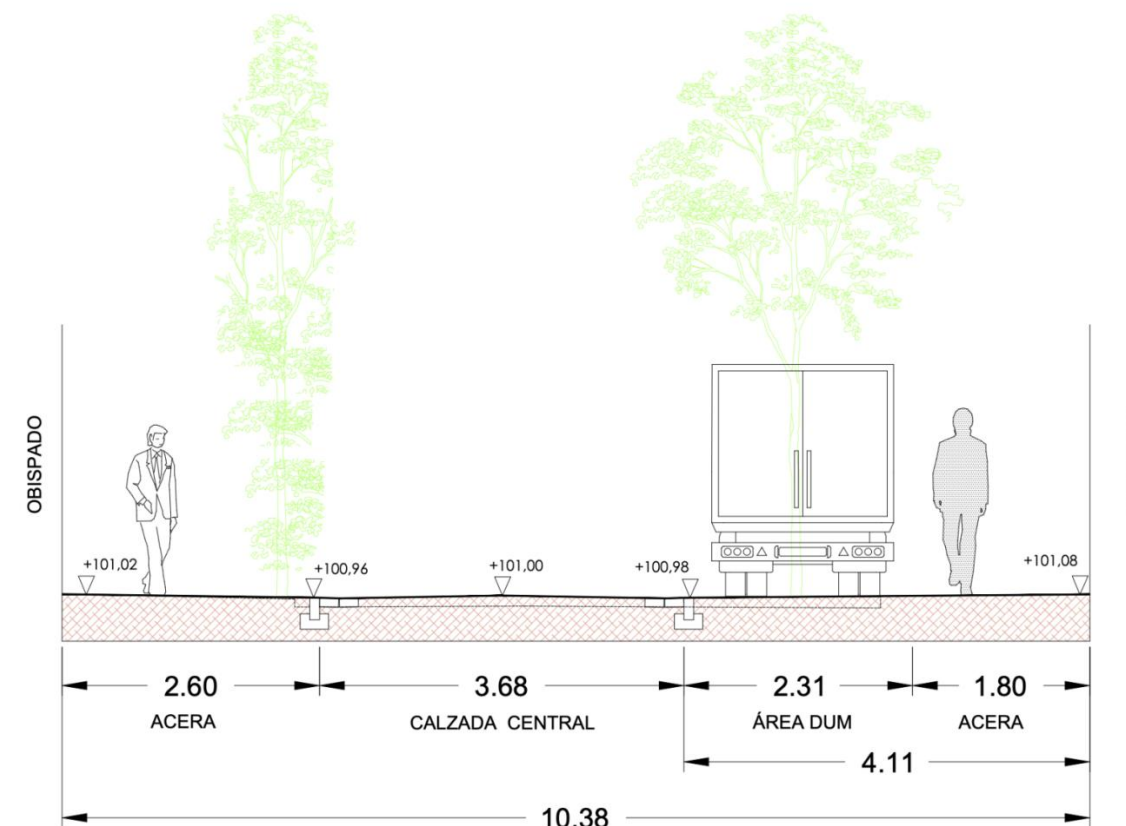 OBISPADO
+101,02
+100,96
+101,00
+100,98
+101,08
2.60
3.68
2.31
1.80
ACERA
CALZADA CENTRAL
ÁREA DUM
ACERA
4.11
10.38